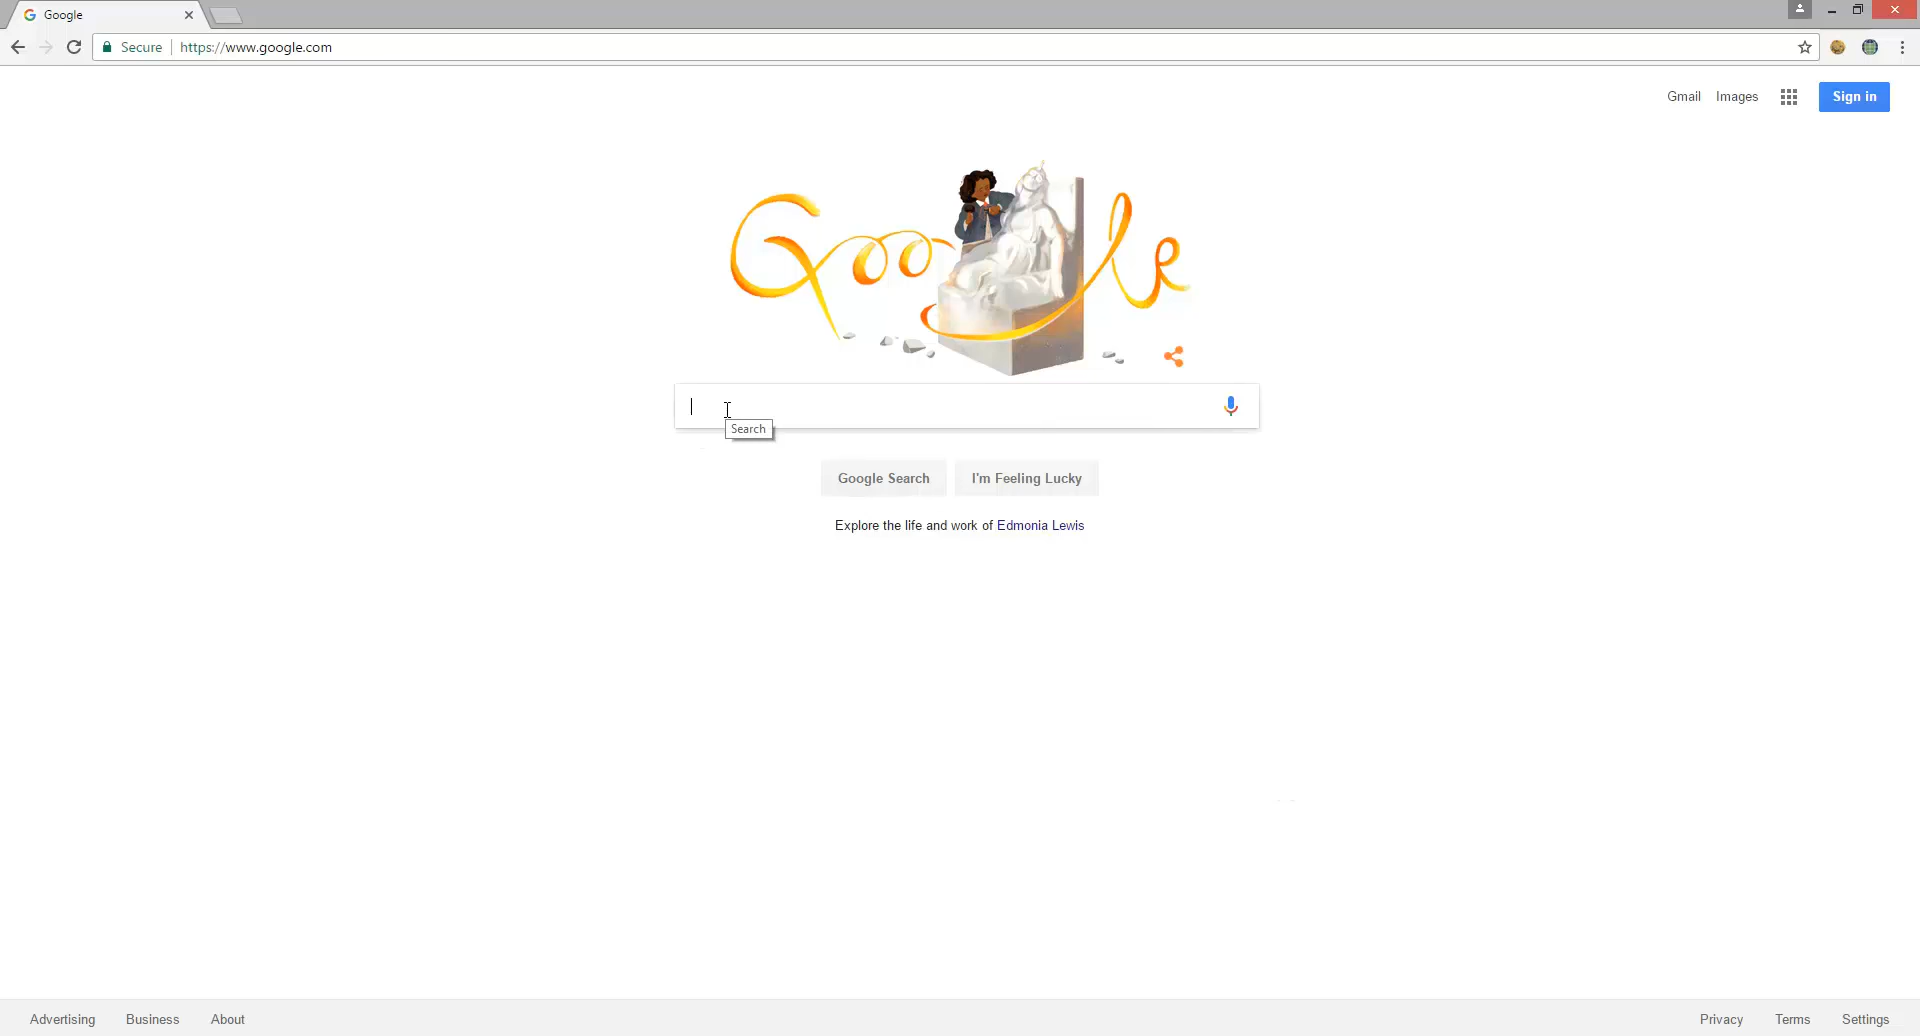 Google
Secure https://www.google.com
Gmail Images Sign in
Google
Search
Google Search I'm Feeling Lucky
Explore the life and work of Edmonia Lewis
Advertising Business About Privacy Terms Settings